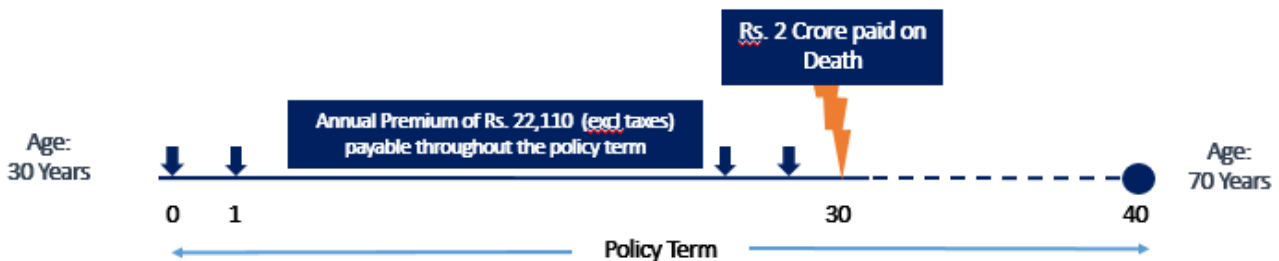 Rs. 2 Crore paid on
Death
Annual Premium of Rs. 22,110 (excl taxes)
payable throughout the policy term
Age:
30 Years
Age:
70 Years
0
1
30
40
Policy Term